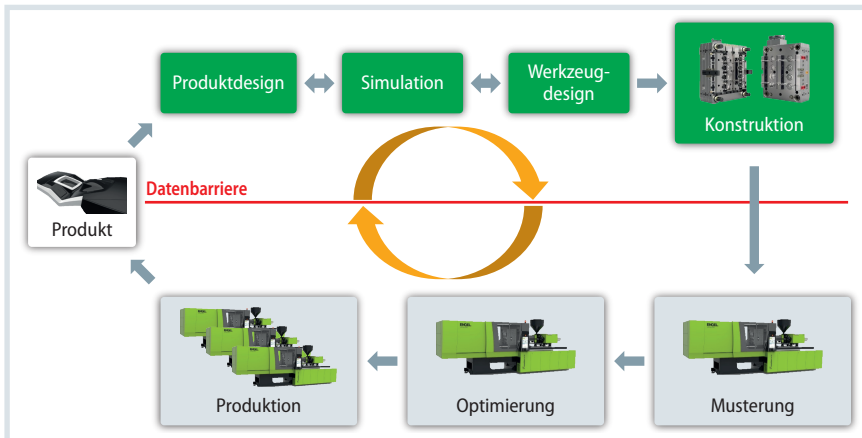 Produktdesign
Simulation
Werkzeug-
design
Konstruktion
Datenbarriere
Produkt
Produktion
Optimierung
Musterung